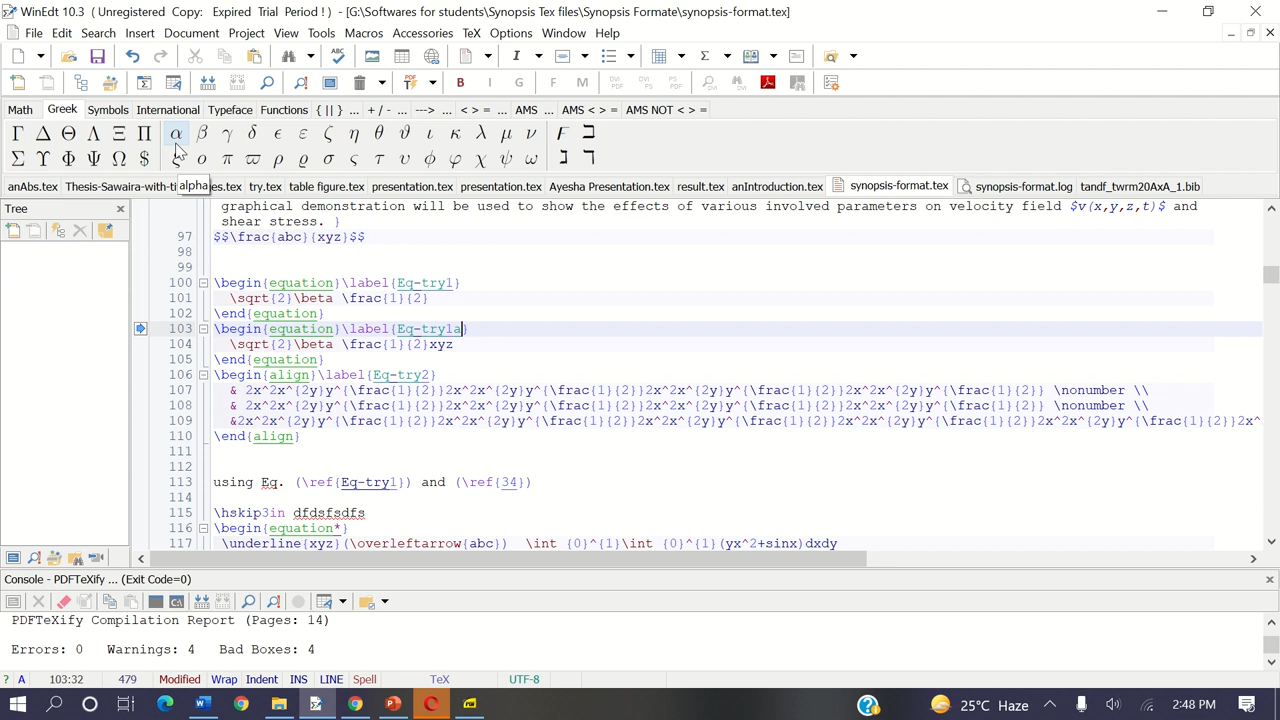 WinEdt 10.3 (Unregistered Copy: Expired Trial Period ! ) - [G:\Softwares for students\Synopsis Tex files\Synopsis Formate\synopsis-format.tex]
File Edit Search Insert Document Project View Tools Macros Accessories TeX Options Window Help
B I G F M
Math Greek Symbols International Typeface Functions { || } ... + / - ... ---> ... < > = ... AMS ... AMS < > = AMS NOT < > =
Γ Δ Θ Λ Ξ Π α β γ δ ϵ ε ζ η θ ϑ ι κ λ μ ν F ℶ
Σ ϒ Φ Ψ Ω $ ξ ο π ϖ ρ ϱ σ ς τ υ φ φ χ ψ ω ℷ ℸ
alpha
anAbs.tex Thesis-Sawaira-with-ti es.tex try.tex table figure.tex presentation.tex presentation.tex Ayesha Presentation.tex result.tex anIntroduction.tex synopsis-format.tex synopsis-format.log tandf_twrm20AxA_1.bib
Tree
graphical demonstration will be used to show the effects of various involved parameters on velocity field $v(x,y,z,t)$ and
shear stress. }
97 $$\frac{abc}{xyz}$$
98
99
100 \begin{equation}\label{Eq-try1}
101 \sqrt{2}\beta \frac{1}{2}
102 \end{equation}
103 \begin{equation}\label{Eq-try1a}
104 \sqrt{2}\beta \frac{1}{2}xyz
105 \end{equation}
106 \begin{align}\label{Eq-try2}
107 & 2x^2x^{2y}y^{\frac{1}{2}}2x^2x^{2y}y^{\frac{1}{2}}2x^2x^{2y}y^{\frac{1}{2}}2x^2x^{2y}y^{\frac{1}{2}} \nonumber \\
108 & 2x^2x^{2y}y^{\frac{1}{2}}2x^2x^{2y}y^{\frac{1}{2}}2x^2x^{2y}y^{\frac{1}{2}}2x^2x^{2y}y^{\frac{1}{2}} \nonumber \\
109 &2x^2x^{2y}y^{\frac{1}{2}}2x^2x^{2y}y^{\frac{1}{2}}2x^2x^{2y}y^{\frac{1}{2}}2x^2x^{2y}y^{\frac{1}{2}}2x^2x^{2y}y^{\frac{1}{2}}2x^
110 \end{align}
111
112
113 using Eq. (\ref{Eq-try1}) and (\ref{34})
114
115 \hskip3in dfdsfsdfs
116 \begin{equation*}
117 \underline{xyz}(\overleftarrow{abc}) \int {0}^{1}\int {0}^{1}(yx^2+sinx)dxdy
Console - PDFTeXify ... (Exit Code=0)
PDFTeXify Compilation Report (Pages: 14)
Errors: 0 Warnings: 4 Bad Boxes: 4
? A 103:32 479 Modified Wrap Indent INS LINE Spell TeX UTF-8
25°C Haze 2:48 PM